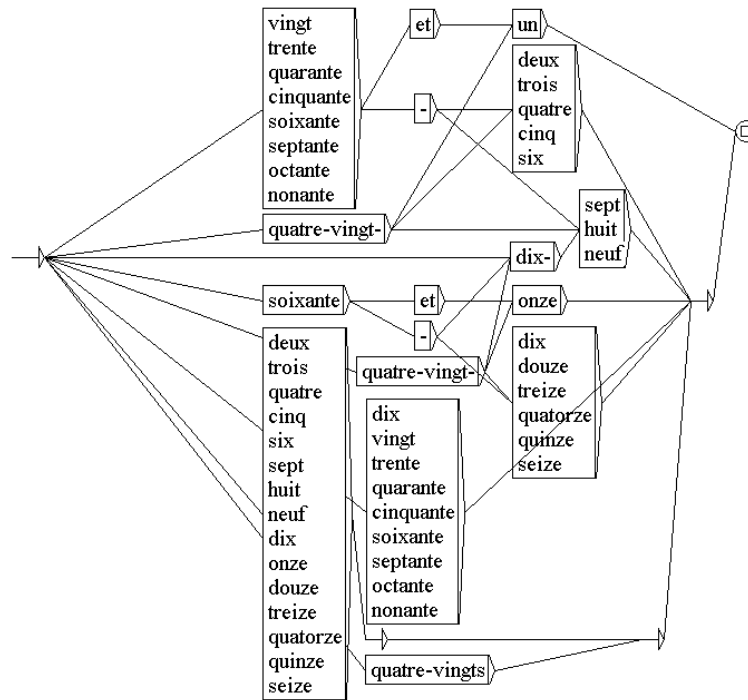 vingt
trente
quarante
cinquante
soixante
septante
octante
nonante
et
un
-
deux
trois
quatre
cinq
six
quatre-vingt-
sept
huit
neuf
dix-
soixante
et
onze
-
deux
trois
quatre
cinq
six
sept
huit
neuf
dix
onze
douze
treize
quatorze
quinze
seize
quatre-vingt-
dix
douze
treize
quatorze
quinze
seize
dix
vingt
trente
quarante
cinquante
soixante
septante
octante
nonante
quatre-vingts